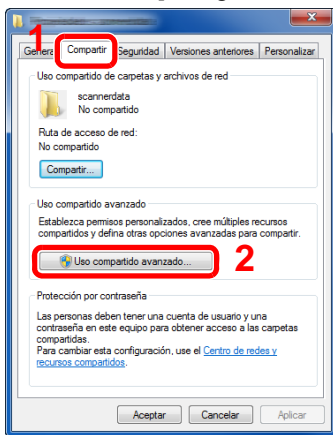 1
General Compartir Seguridad Versiones anteriores Personalizar
Uso compartido de carpetas y archivos de red
scannerdata
No compartido
Ruta de acceso de red:
No compartido
Compartir...
Uso compartido avanzado
Establezca permisos personalizados, cree múltiples recursos
compartidos y defina otras opciones avanzadas para compartir.
Uso compartido avanzado... 2
Protección por contraseña
Las personas deben tener una cuenta de usuario y una
contraseña en este equipo para obtener acceso a las carpetas
compartidas.
Para cambiar esta configuración, use el Centro de redes y
recursos compartidos.
Aceptar Cancelar Aplicar